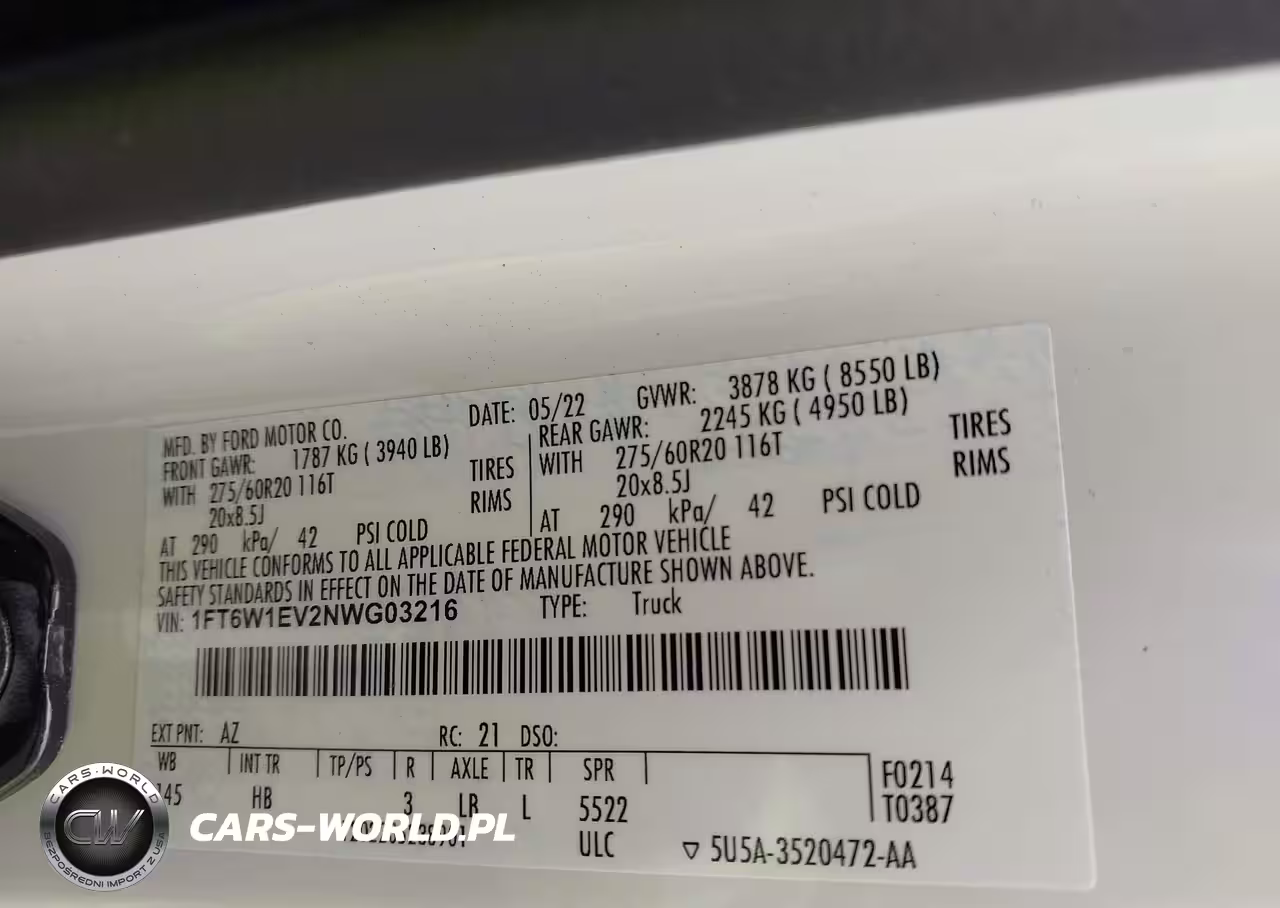 MFD. BY FORD MOTOR CO. DATE: 05/22 GVWR: 3878 KG ( 8550 LB)
FRONT GAWR: 1787 KG ( 3940 LB) REAR GAWR: 2245 KG ( 4950 LB)
WITH 275/60R20 116T TIRES WITH 275/60R20 116T TIRES
20x8.5J RIMS 20x8.5J RIMS
AT 290 kPa/ 42 PSI COLD AT 290 kPa/ 42 PSI COLD
THIS VEHICLE CONFORMS TO ALL APPLICABLE FEDERAL MOTOR VEHICLE
SAFETY STANDARDS IN EFFECT ON THE DATE OF MANUFACTURE SHOWN ABOVE.
VIN: 1FT6W1EV2NWG03216 TYPE: Truck
EXT PNT: AZ RC: 21 DSO:
WB INT TR TP/PS R AXLE TR SPR F0214
145 HB 3 LR L 5522 T0387
ULC ▽ 5U5A-3520472-AA
CARS-WORLD.PL
CARS-WORLD
CW
BEZPOŚREDNI IMPORT Z USA